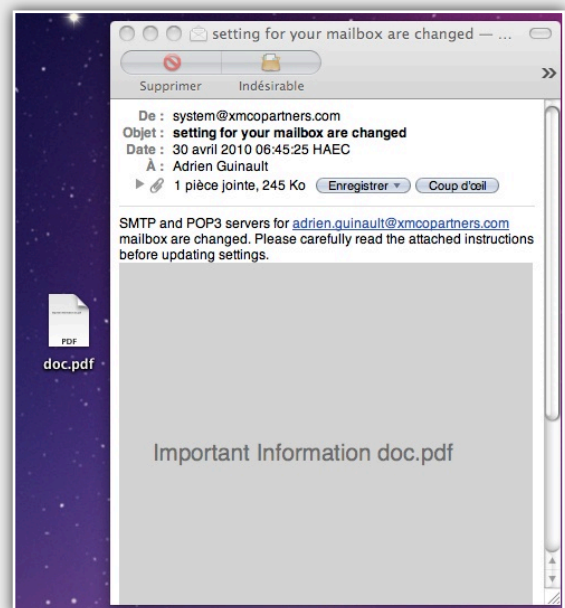 setting for your mailbox are changed — ...
Supprimer Indésirable
»
De : system@xmcopartners.com
Objet : setting for your mailbox are changed
Date : 30 avril 2010 06:45:25 HAEC
À : Adrien Guinault
1 pièce jointe, 245 Ko Enregistrer Coup d'œil
SMTP and POP3 servers for adrien.guinault@xmcopartners.com
mailbox are changed. Please carefully read the attached instructions
before updating settings.
PDF
doc.pdf
Important Information doc.pdf